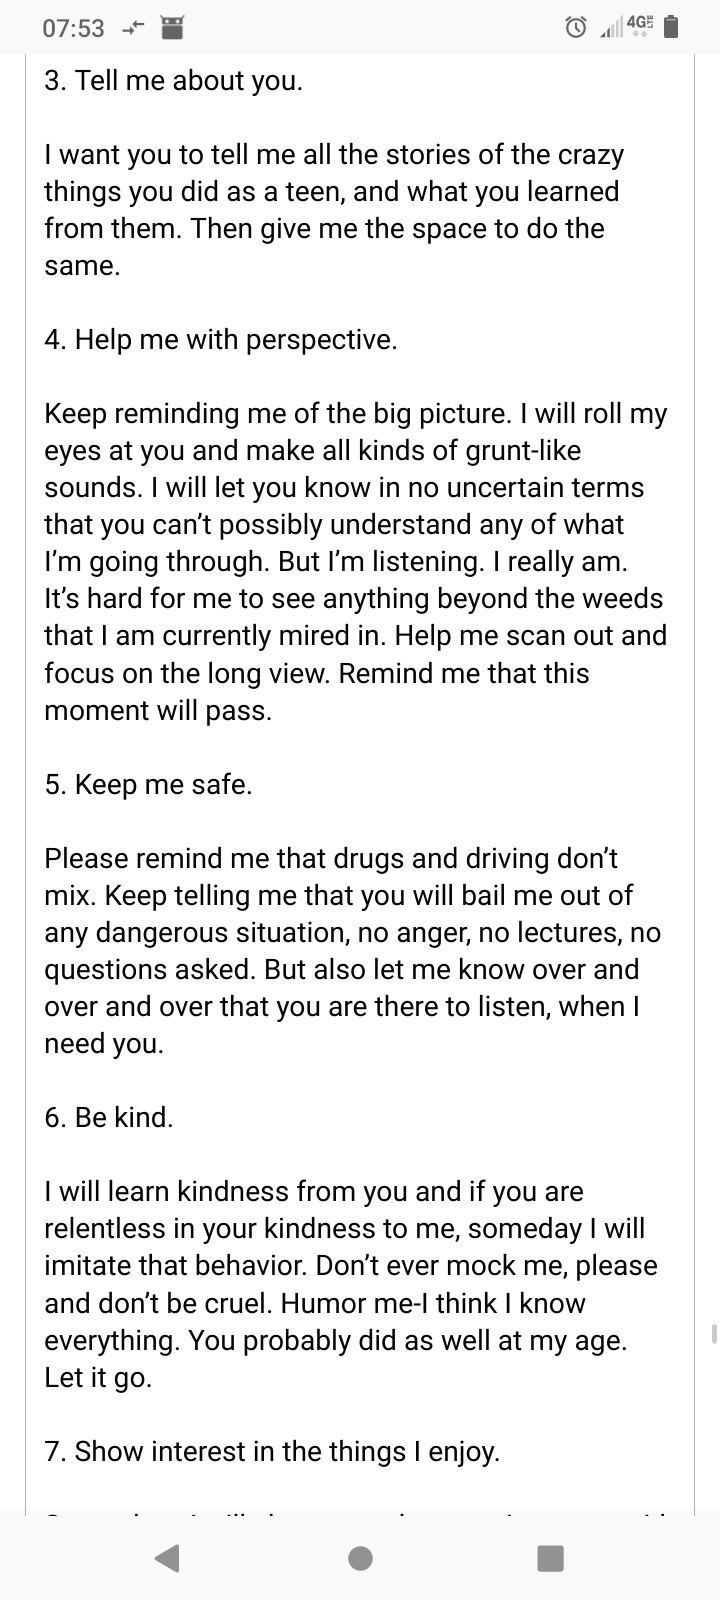 07:53
4G LTE
3. Tell me about you.
I want you to tell me all the stories of the crazy
things you did as a teen, and what you learned
from them. Then give me the space to do the
same.
4. Help me with perspective.
Keep reminding me of the big picture. I will roll my
eyes at you and make all kinds of grunt-like
sounds. I will let you know in no uncertain terms
that you can’t possibly understand any of what
I’m going through. But I’m listening. I really am.
It’s hard for me to see anything beyond the weeds
that I am currently mired in. Help me scan out and
focus on the long view. Remind me that this
moment will pass.
5. Keep me safe.
Please remind me that drugs and driving don’t
mix. Keep telling me that you will bail me out of
any dangerous situation, no anger, no lectures, no
questions asked. But also let me know over and
over and over that you are there to listen, when I
need you.
6. Be kind.
I will learn kindness from you and if you are
relentless in your kindness to me, someday I will
imitate that behavior. Don’t ever mock me, please
and don’t be cruel. Humor me-I think I know
everything. You probably did as well at my age.
Let it go.
7. Show interest in the things I enjoy.